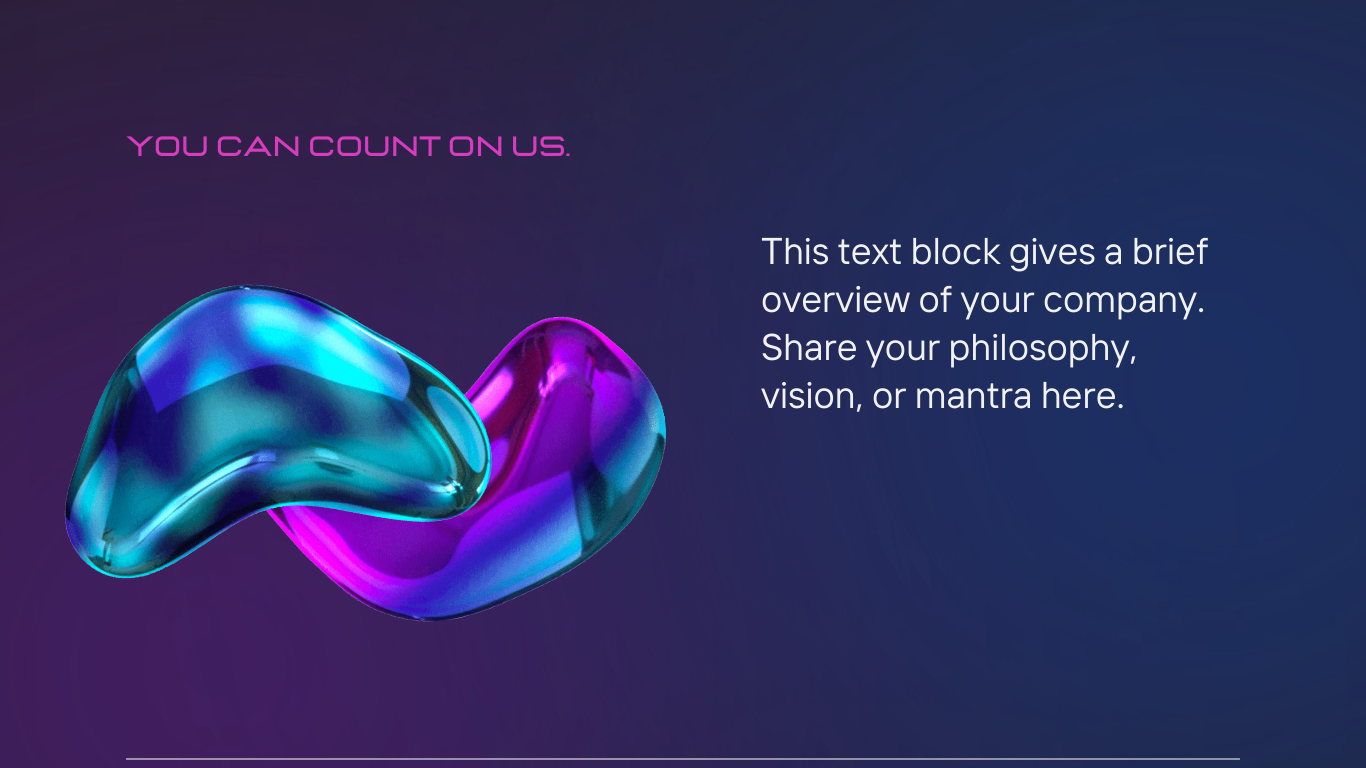 YOU CAN COUNT ON US.
This text block gives a brief
overview of your company.
Share your philosophy,
vision, or mantra here.